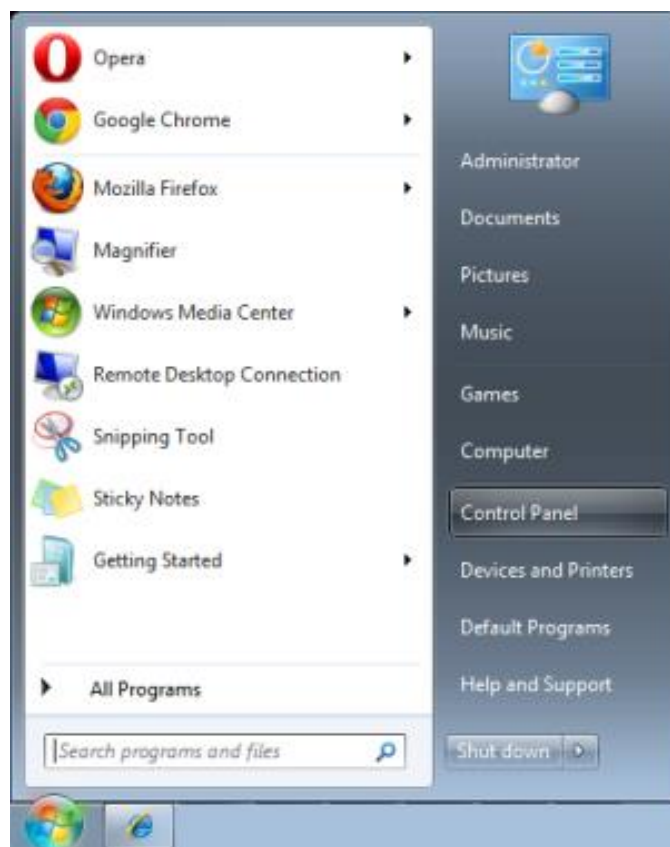 Opera
Google Chrome
Mozilla Firefox
Magnifier
Windows Media Center
Remote Desktop Connection
Snipping Tool
Sticky Notes
Getting Started
All Programs
Search programs and files
Administrator
Documents
Pictures
Music
Games
Computer
Control Panel
Devices and Printers
Default Programs
Help and Support
Shut down